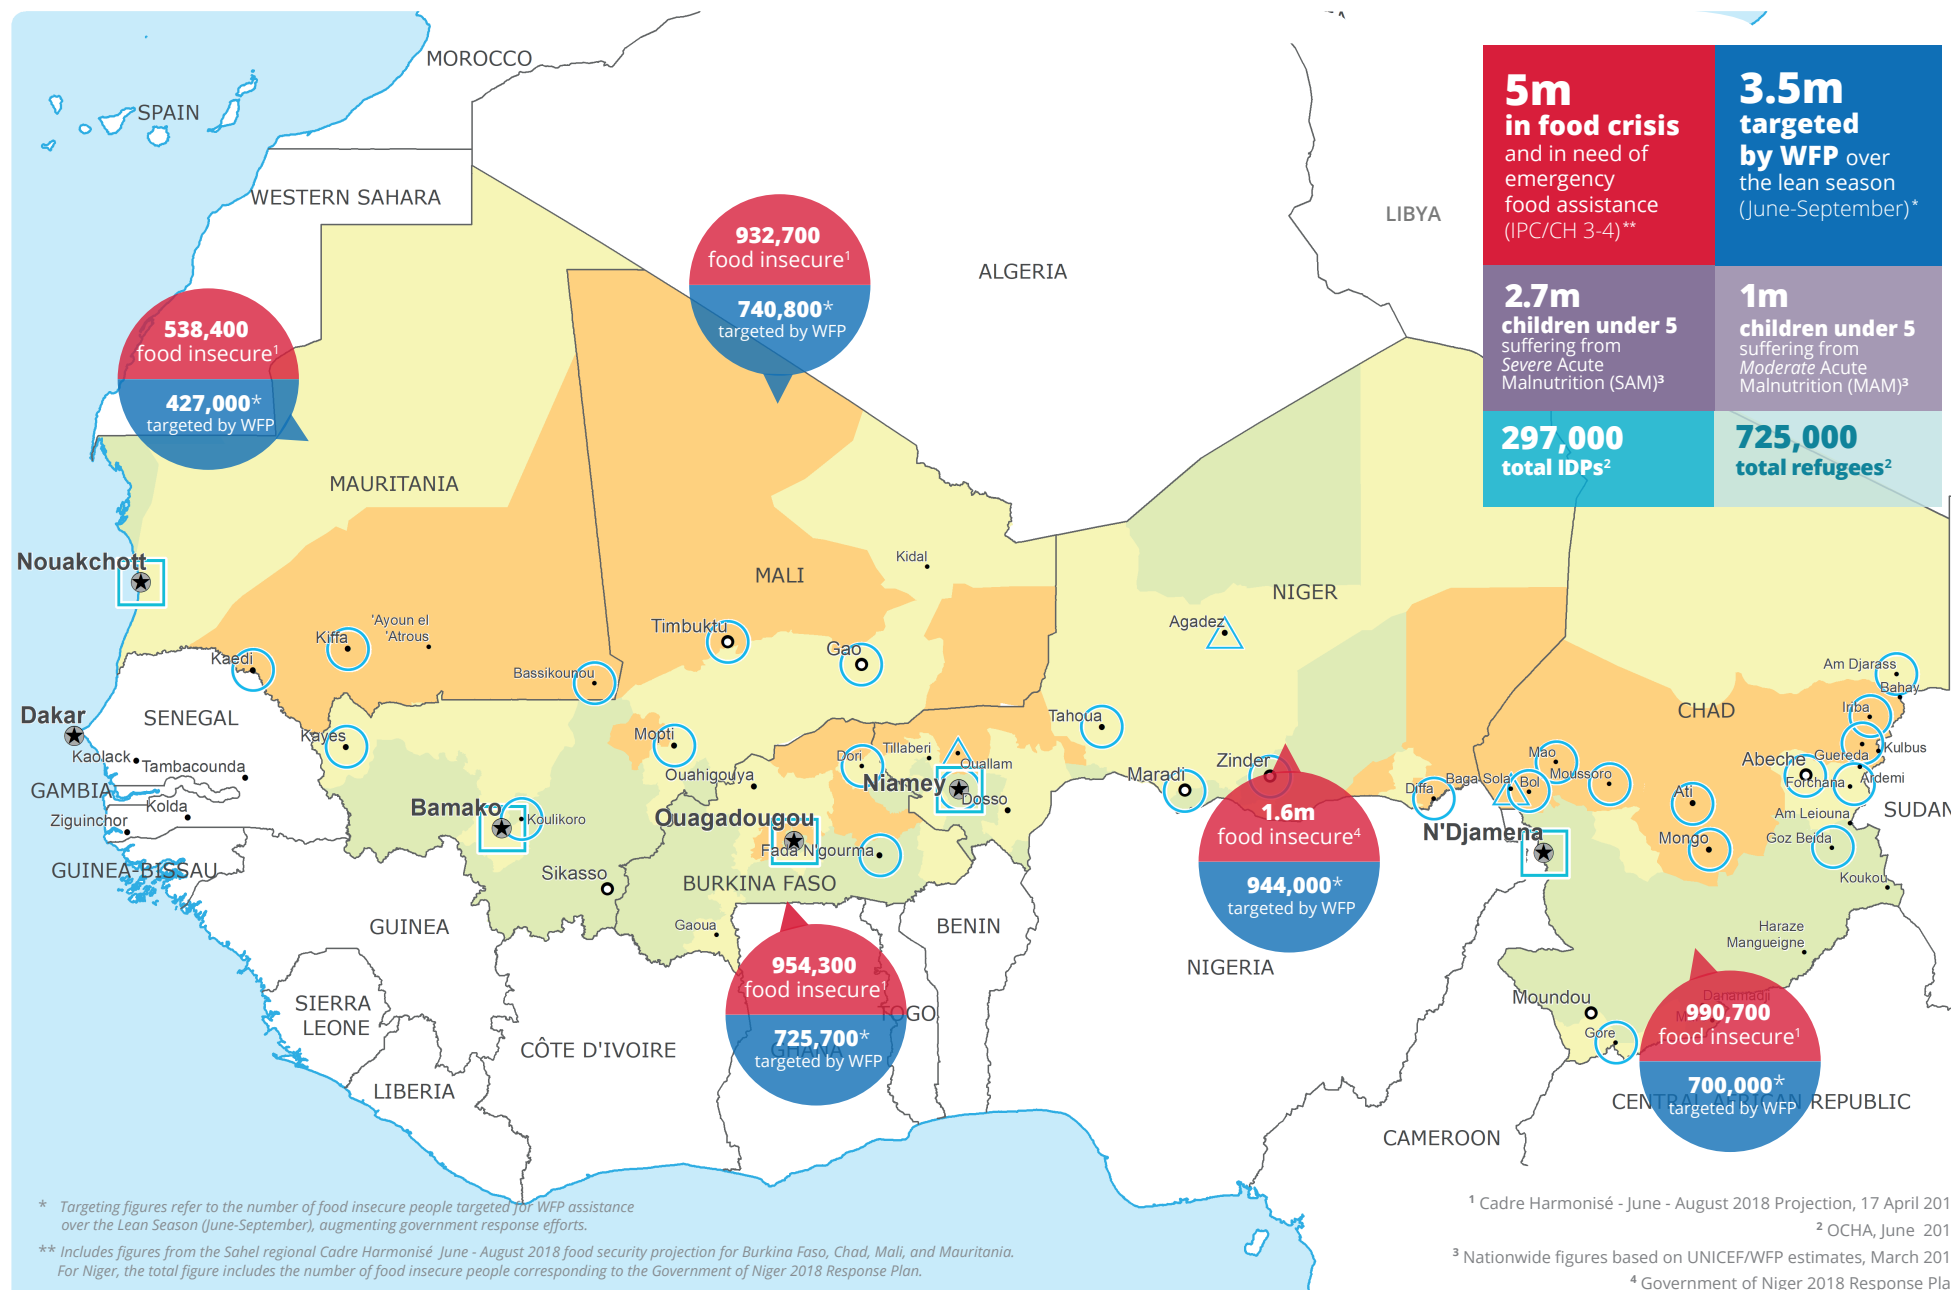 MOROCCO
SPAIN
WESTERN SAHARA
ALGERIA
LIBYA
5m
in food crisis
and in need of
emergency
food assistance
(IPC/CH 3-4)**
3.5m
targeted
by WFP over
the lean season
(June-September)*
2.7m
children under 5
suffering from
Severe Acute
Malnutrition (SAM)³
1m
children under 5
suffering from
Moderate Acute
Malnutrition (MAM)³
297,000
total IDPs²
725,000
total refugees²
932,700
food insecure¹
740,800*
targeted by WFP
538,400
food insecure¹
427,000*
targeted by WFP
MAURITANIA
Nouakchott
MALI
Kidal
NIGER
Agadez
'Ayoun el
'Atrous
Kiffa
Kaedi
Bassikounou
Timbuktu
Gao
Am Djarass
Bahay
Iriba
CHAD
Dakar
SENEGAL
Kayes
Mopti
Dori
Tillaberi
Ouallam
Tahoua
Kaolack
Tambacounda
GAMBIA
Kolda
Ziguinchor
Ouahigouya
Niamey
Dosso
Maradi
Zinder
Diffa
Baga-Sola
Bol
Mao
Moussoro
Abeche
Guereda
Kulbus
Forchana
Ardemi
Ati
Am Leiouna
SUDAN
Bamako
Koulikoro
Ouagadougou
Fada N'gourma
N'Djamena
Mongo
Goz Beida
Koukou
GUINEA-BISSAU
Sikasso
BURKINA FASO
1.6m
food insecure⁴
944,000*
targeted by WFP
GUINEA
Gaoua
BENIN
NIGERIA
Haraze
Mangueigne
954,300
food insecure¹
725,700*
targeted by WFP
TOGO
GHANA
SIERRA
LEONE
CÔTE D'IVOIRE
LIBERIA
Moundou
Gore
Danamadji
990,700
food insecure¹
700,000*
targeted by WFP
CENTRAL AFRICAN REPUBLIC
CAMEROON
* Targeting figures refer to the number of food insecure people targeted for WFP assistance
over the Lean Season (June-September), augmenting government response efforts.
** Includes figures from the Sahel regional Cadre Harmonisé June - August 2018 food security projection for Burkina Faso, Chad, Mali, and Mauritania.
For Niger, the total figure includes the number of food insecure people corresponding to the Government of Niger 2018 Response Plan.
¹ Cadre Harmonisé - June - August 2018 Projection, 17 April 201
² OCHA, June 201
³ Nationwide figures based on UNICEF/WFP estimates, March 201
⁴ Government of Niger 2018 Response Pla